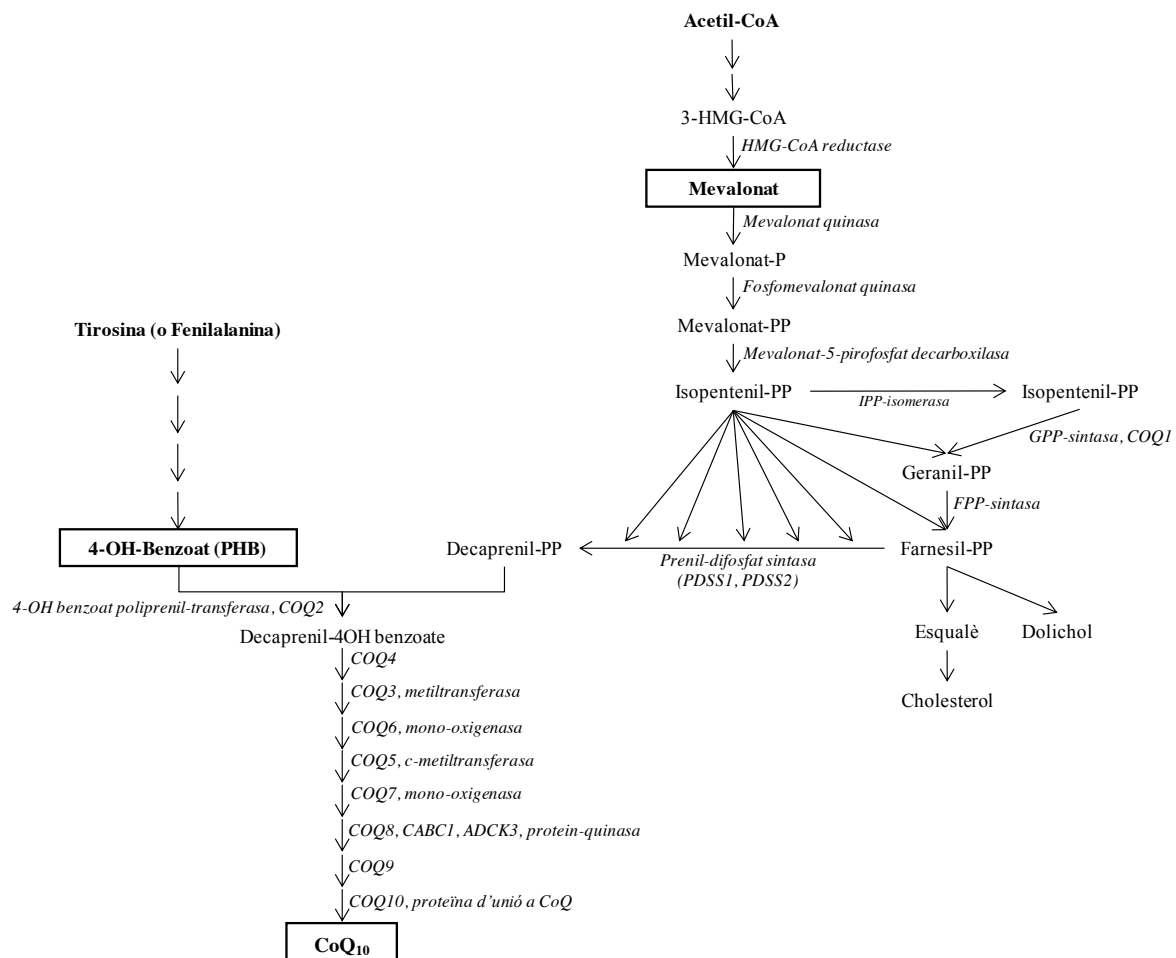 Acetil-CoA
3-HMG-CoA
HMG-CoA reductase
Mevalonat
Mevalonat quinasa
Mevalonat-P
Fosfomevalonat quinasa
Mevalonat-PP
Mevalonat-5-pirofosfat decarboxilasa
Tirosina (o Fenilalanina)
Isopentenil-PP
IPP-isomerasa
Isopentenil-PP
GPP-sintasa, COQ1
Geranil-PP
FPP-sintasa
4-OH-Benzoat (PHB)
Decaprenil-PP
Prenil-difosfat sintasa
(PDSS1, PDSS2)
Farnesil-PP
4-OH benzoat poliprenil-transferasa, COQ2
Decaprenil-4OH benzoate
Esqualè
Dolichol
Cholesterol
COQ4
COQ3, metiltransferasa
COQ6, mono-oxigenasa
COQ5, c-metiltransferasa
COQ7, mono-oxigenasa
COQ8, CABC1, ADCK3, protein-quinasa
COQ9
COQ10, proteïna d'unió a CoQ
CoQ₁₀